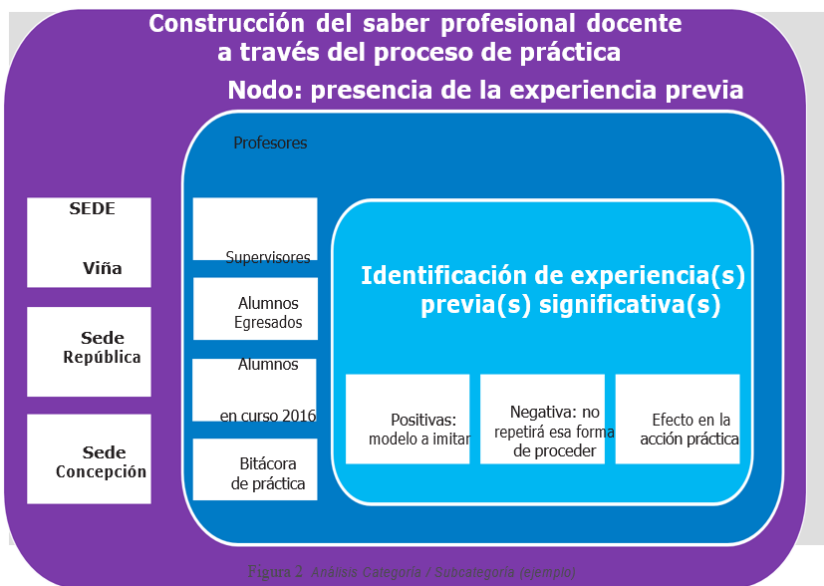 Construcción del saber profesional docente
a través del proceso de práctica
Nodo: presencia de la experiencia previa
SEDE
Viña
Sede
República
Sede
Concepción
Profesores
Supervisores
Alumnos
Egresados
Alumnos
en curso 2016
Bitácora
de práctica
Identificación de experiencia(s)
previa(s) significativa(s)
Positivas:
modelo a imitar
Negativa: no
repetirá esa forma
de proceder
Efecto en la
acción práctica
Figura 2. Análisis Categoría / Subcategoría (ejemplo)